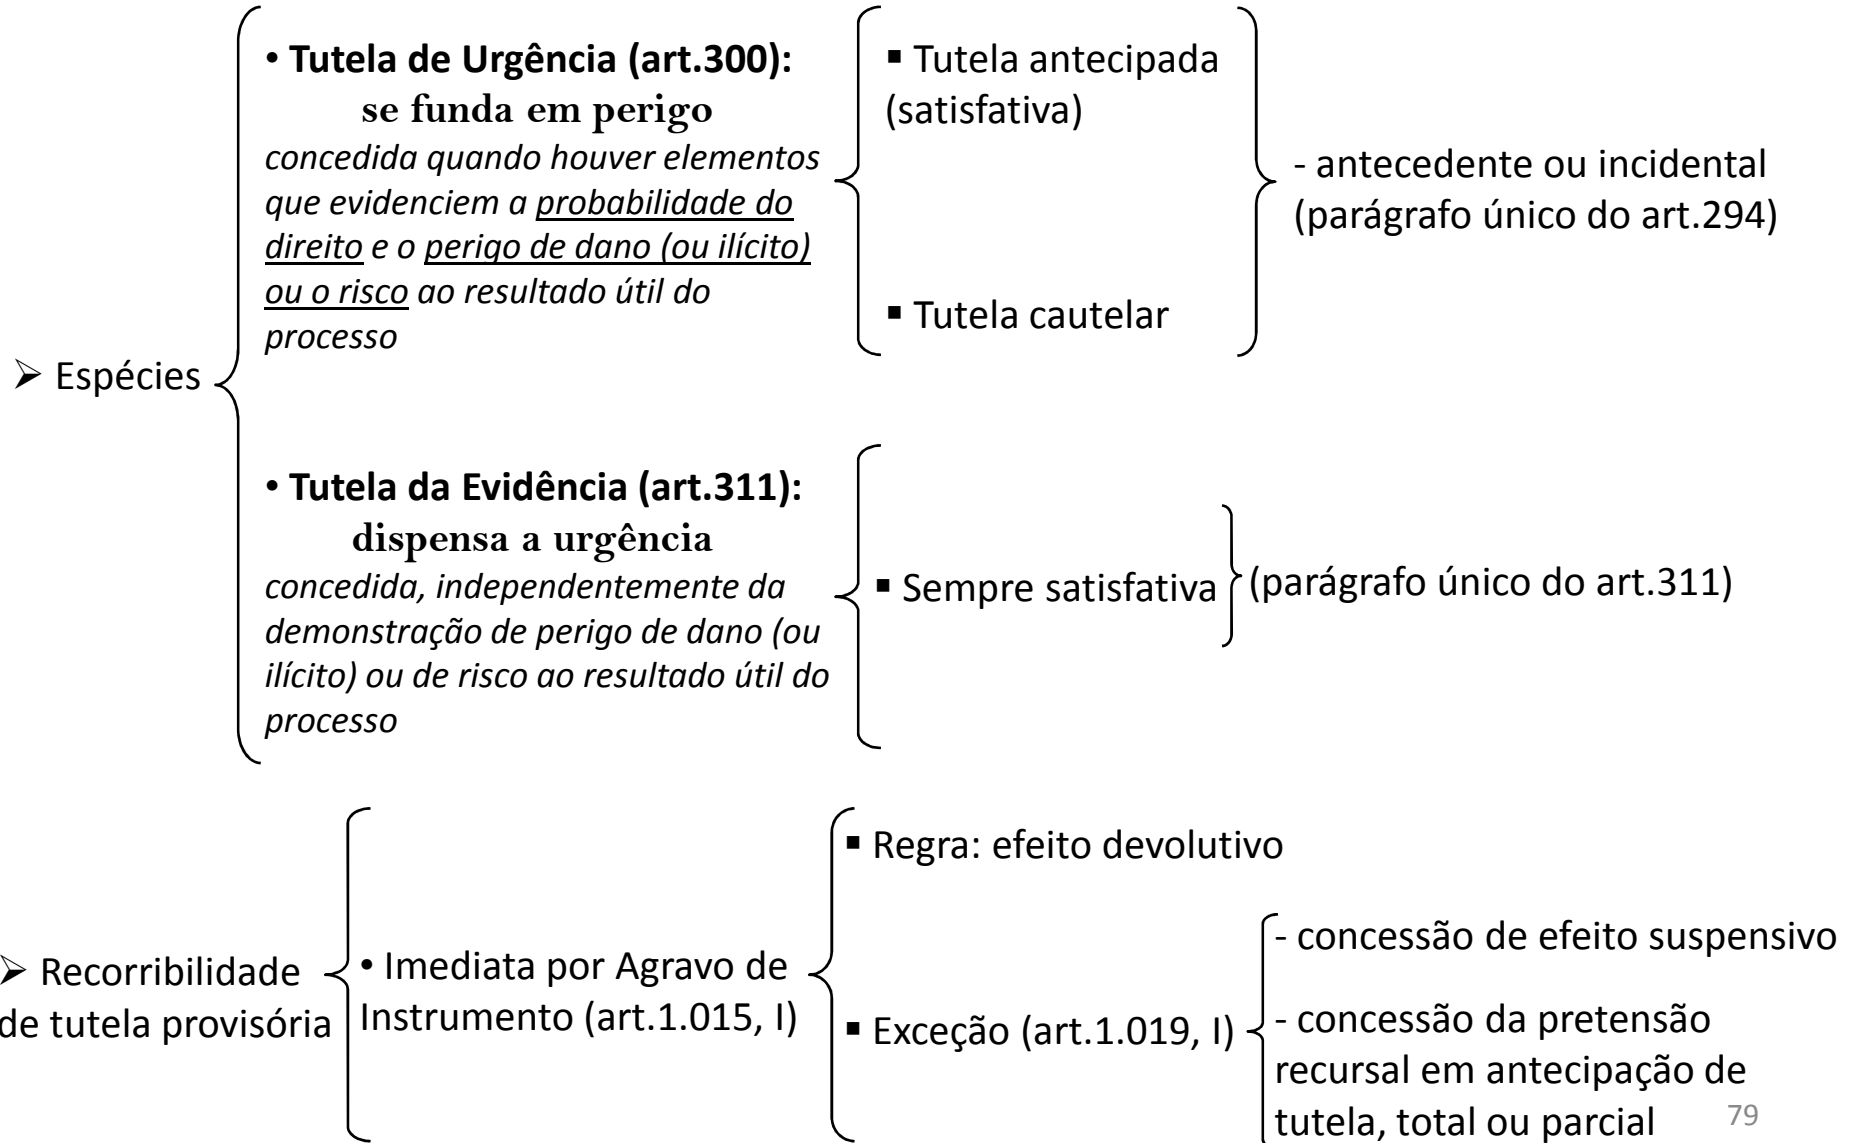 ➢ Espécies
• Tutela de Urgência (art.300):
se funda em perigo
concedida quando houver elementos
que evidenciem a probabilidade do
direito e o perigo de dano (ou ilícito)
ou o risco ao resultado útil do
processo
▪ Tutela antecipada
(satisfativa)
▪ Tutela cautelar
- antecedente ou incidental
(parágrafo único do art.294)
• Tutela da Evidência (art.311):
dispensa a urgência
concedida, independentemente da
demonstração de perigo de dano (ou
ilícito) ou de risco ao resultado útil do
processo
▪ Sempre satisfativa
(parágrafo único do art.311)
➢ Recorribilidade
de tutela provisória
• Imediata por Agravo de
Instrumento (art.1.015, I)
▪ Regra: efeito devolutivo
▪ Exceção (art.1.019, I)
- concessão de efeito suspensivo
- concessão da pretensão
recursal em antecipação de
tutela, total ou parcial
79